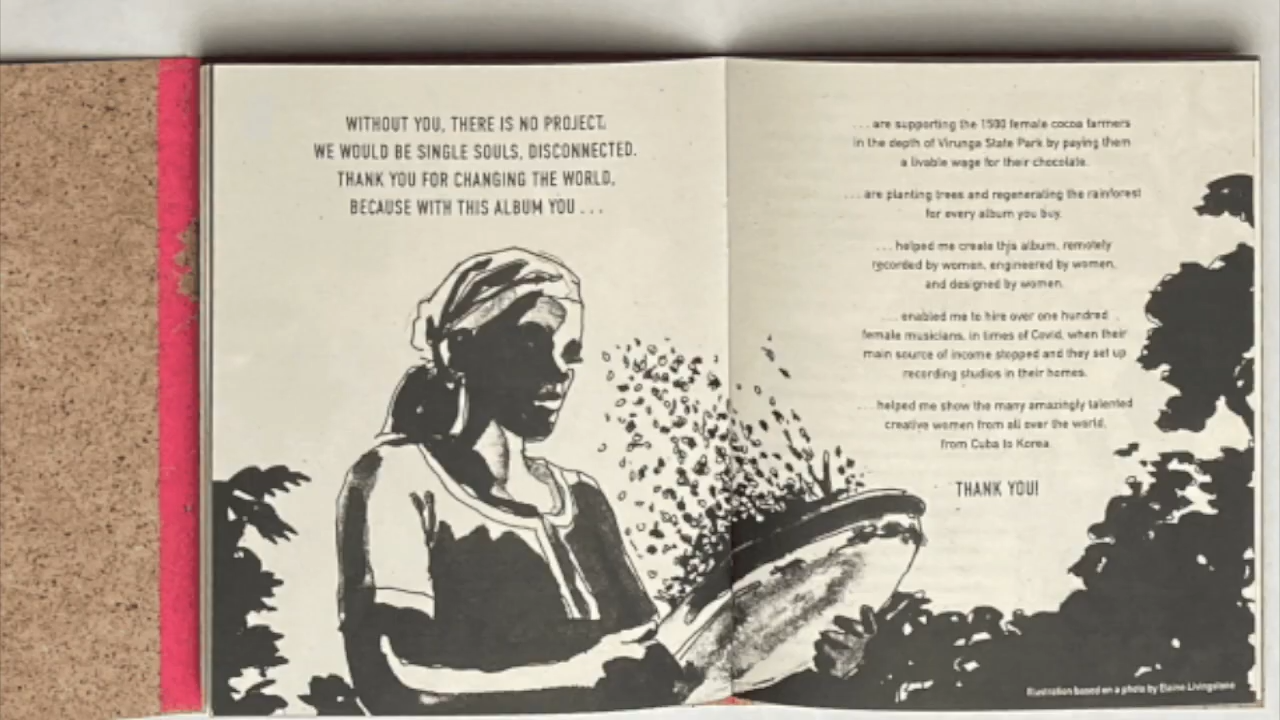 WITHOUT YOU, THERE IS NO PROJECT.
WE WOULD BE SINGLE SOULS, DISCONNECTED.
THANK YOU FOR CHANGING THE WORLD,
BECAUSE WITH THIS ALBUM YOU ...
... are supporting the 1500 female cocoa farmers
in the depth of Virunga State Park by paying them
a livable wage for their chocolate.
... are planting trees and regenerating the rainforest
for every album you buy.
... helped me create this album, remotely
recorded by women, engineered by women,
and designed by women.
... enabled me to hire over one hundred
female musicians, in times of Covid, when their
main source of income stopped and they set up
recording studios in their homes.
... helped me show the many amazingly talented
creative women from all over the world,
from Cuba to Korea.
THANK YOU!
Illustration based on a photo by Elaine Livingstone